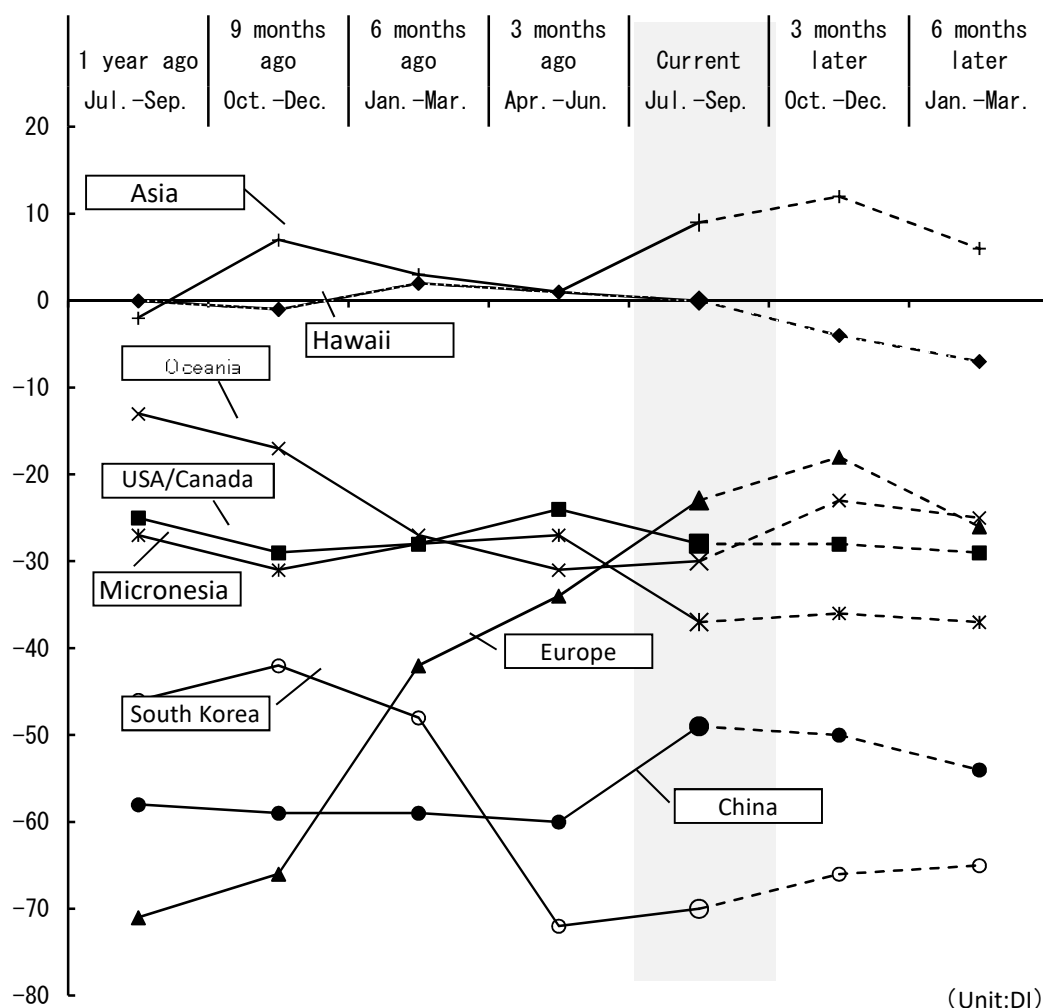 1 year ago 9 months ago 6 months ago 3 months ago Current 3 months later 6 months later
Jul.-Sep. Oct.-Dec. Jan.-Mar. Apr.-Jun. Jul.-Sep. Oct.-Dec. Jan.-Mar.
20
Asia
10
0
Hawaii
Oceania
-10
-20
USA/Canada
-30
Micronesia
-40
Europe
South Korea
-50
China
-60
-70
-80
(Unit:DI)